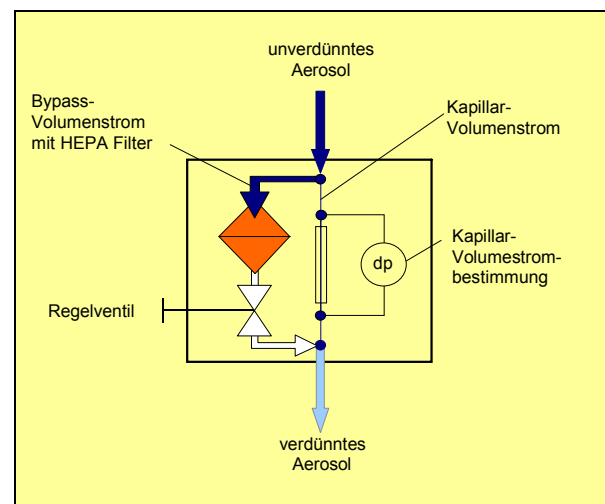 unverdünntes
Aerosol
Bypass-
Volumenstrom
mit HEPA Filter
Kapillar-
Volumenstrom
Kapillar-
Volumestrom-
bestimmung
dp
Regelventil
verdünntes
Aerosol